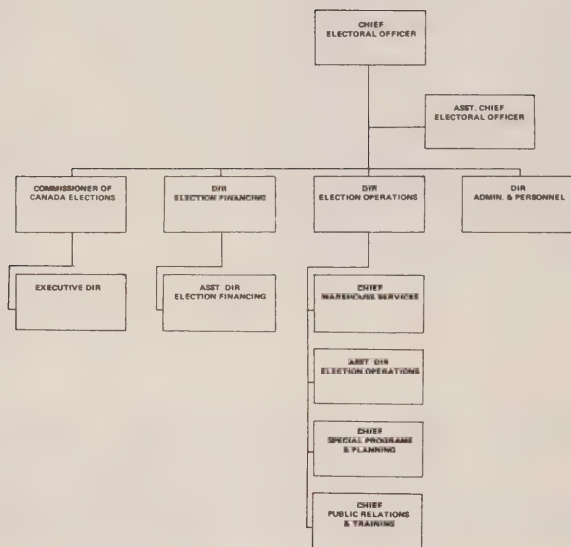 CHIEF
ELECTORAL OFFICER
ASST. CHIEF
ELECTORAL OFFICER
COMMISSIONER OF
CANADA ELECTIONS
DIR
ELECTION FINANCING
DIR
ELECTION OPERATIONS
DIR
ADMIN. & PERSONNEL
EXECUTIVE DIR
ASST DIR
ELECTION FINANCING
CHIEF
WAREHOUSE SERVICES
ASST DIR
ELECTION OPERATIONS
CHIEF
SPECIAL PROGRAMS
& PLANNING
CHIEF
PUBLIC RELATIONS
& TRAINING